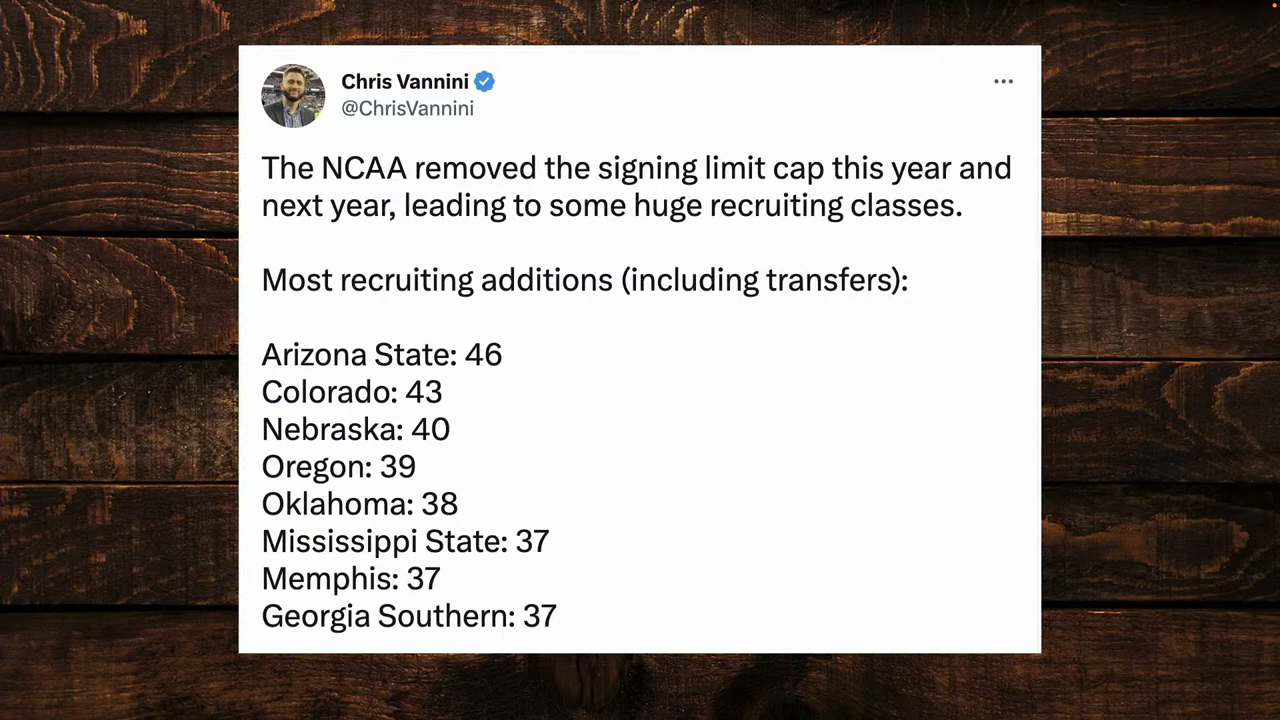 Chris Vannini
@ChrisVannini
The NCAA removed the signing limit cap this year and
next year, leading to some huge recruiting classes.
Most recruiting additions (including transfers):
Arizona State: 46
Colorado: 43
Nebraska: 40
Oregon: 39
Oklahoma: 38
Mississippi State: 37
Memphis: 37
Georgia Southern: 37